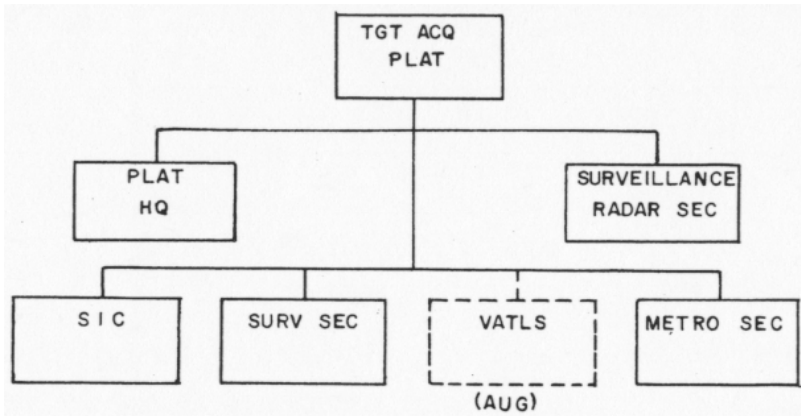 TGT ACQ
PLAT
PLAT
HQ
SURVEILLANCE
RADAR SEC
SIC
SURV SEC
VATLS
METRO SEC
(AUG)